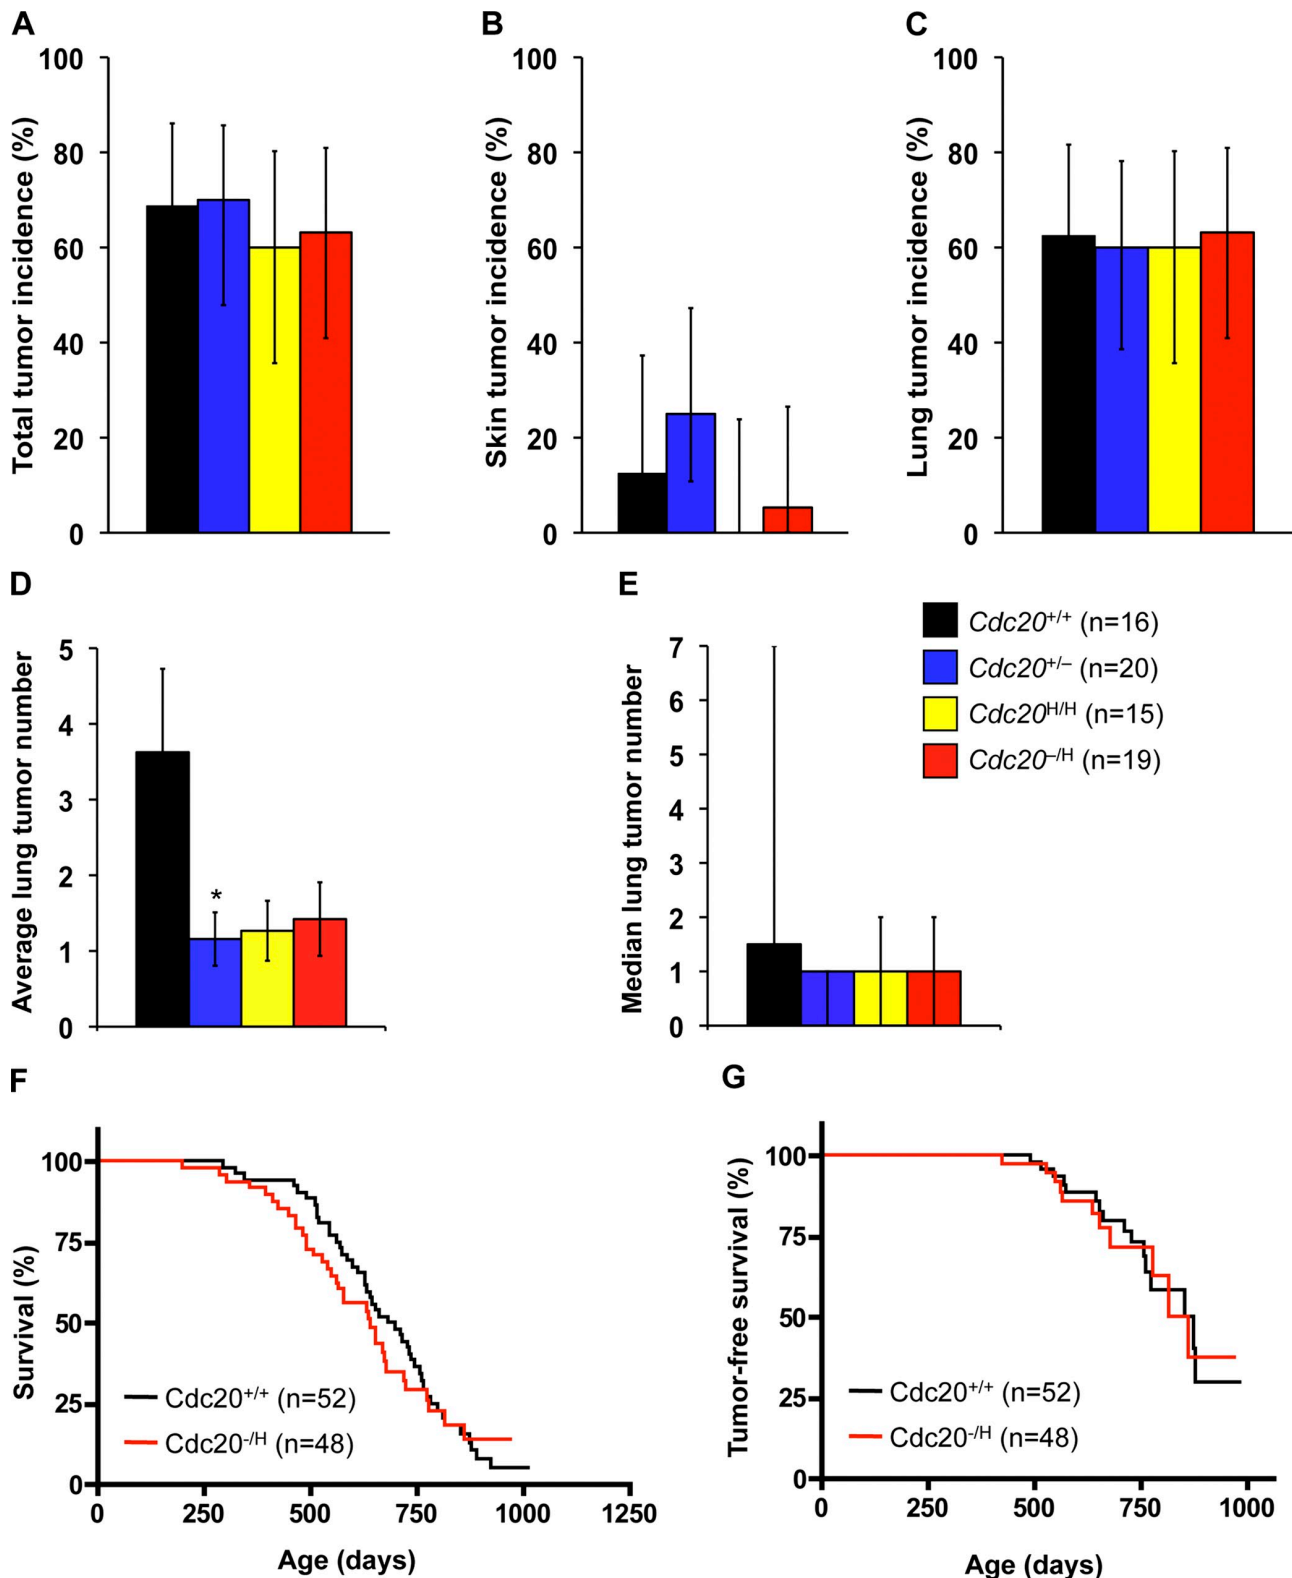 A
Total tumor incidence (%)
100
80
60
40
20
0
B
Skin tumor incidence (%)
100
80
60
40
20
0
C
Lung tumor incidence (%)
100
80
60
40
20
0
D
Average lung tumor number
5
4
3
2
1
0
*
E
Median lung tumor number
7
6
5
4
3
2
1
0
Cdc20+/+ (n=16)
Cdc20+/– (n=20)
Cdc20H/H (n=15)
Cdc20–/H (n=19)
F
Survival (%)
100
75
50
25
0
Cdc20+/+ (n=52)
Cdc20-/H (n=48)
0 250 500 750 1000 1250
Age (days)
G
Tumor-free survival (%)
100
75
50
25
0
Cdc20+/+ (n=52)
Cdc20-/H (n=48)
0 250 500 750 1000
Age (days)